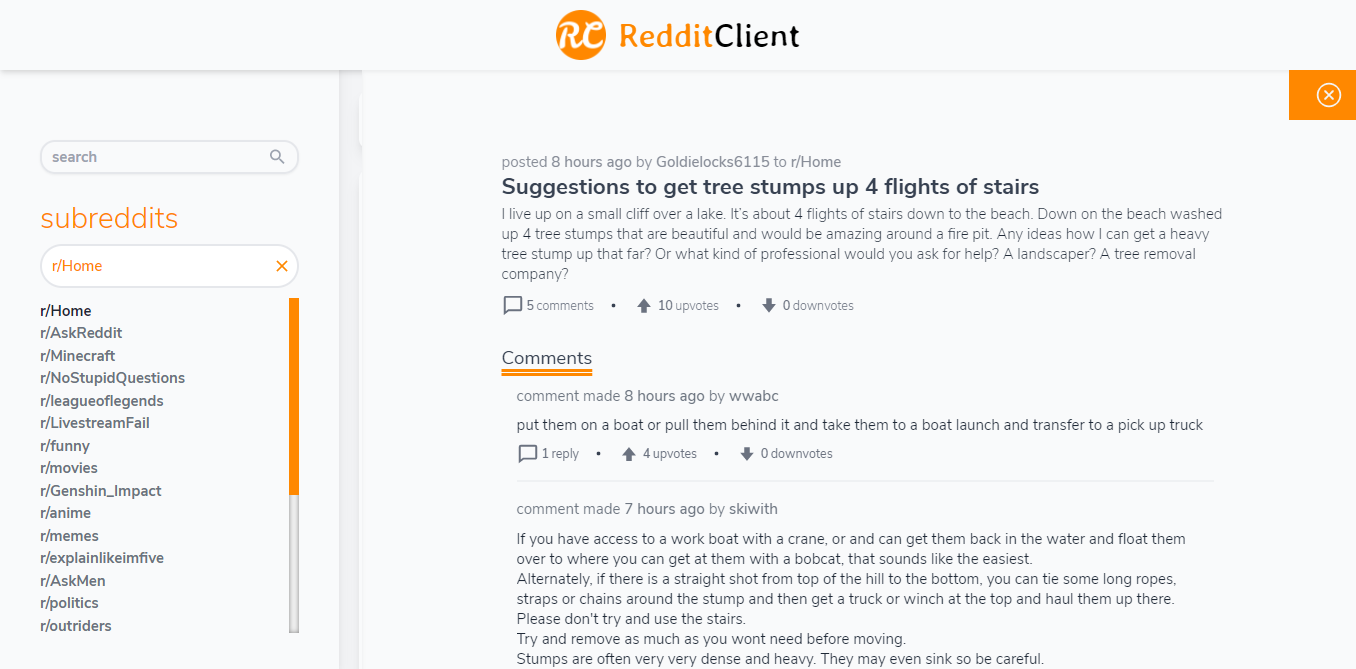 RC RedditClient
search
subreddits
r/Home
r/Home
r/AskReddit
r/Minecraft
r/NoStupidQuestions
r/leagueoflegends
r/LivestreamFail
r/funny
r/movies
r/Genshin_Impact
r/anime
r/memes
r/explainlikeimfive
r/AskMen
r/politics
r/outriders
posted 8 hours ago by Goldielocks6115 to r/Home
Suggestions to get tree stumps up 4 flights of stairs
I live up on a small cliff over a lake. It’s about 4 flights of stairs down to the beach. Down on the beach washed
up 4 tree stumps that are beautiful and would be amazing around a fire pit. Any ideas how I can get a heavy
tree stump up that far? Or what kind of professional would you ask for help? A landscaper? A tree removal
company?
5 comments • 10 upvotes • 0 downvotes
Comments
comment made 8 hours ago by wwabc
put them on a boat or pull them behind it and take them to a boat launch and transfer to a pick up truck
1 reply • 4 upvotes • 0 downvotes
comment made 7 hours ago by skiwith
If you have access to a work boat with a crane, or and can get them back in the water and float them
over to where you can get at them with a bobcat, that sounds like the easiest.
Alternately, if there is a straight shot from top of the hill to the bottom, you can tie some long ropes,
straps or chains around the stump and then get a truck or winch at the top and haul them up there.
Please don't try and use the stairs.
Try and remove as much as you wont need before moving.
Stumps are often very very dense and heavy. They may even sink so be careful.